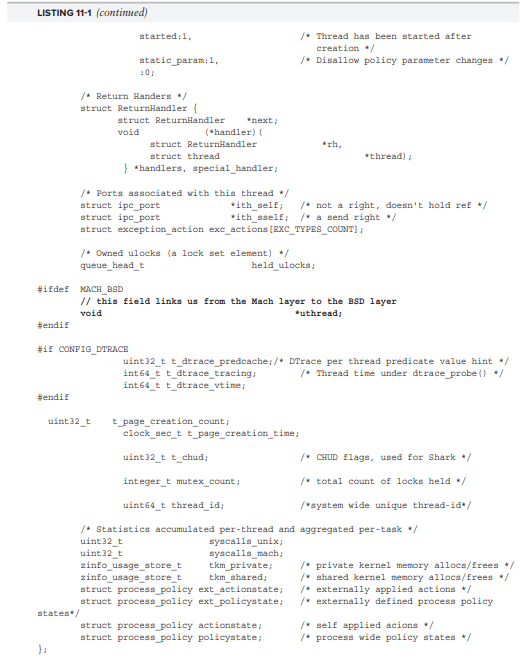 LISTING 11-1 (continued)
started:1, /* Thread has been started after
creation */
static_param:1, /* Disallow policy parameter changes */
:0;
/* Return Handers */
struct ReturnHandler {
struct ReturnHandler *next;
void (*handler)(
struct ReturnHandler *rh,
struct thread *thread);
} *handlers, special_handler;
/* Ports associated with this thread */
struct ipc_port *ith_self; /* not a right, doesn't hold ref */
struct ipc_port *ith_sself; /* a send right */
struct exception_action exc_actions[EXC_TYPES_COUNT];
/* Owned ulocks (a lock set element) */
queue_head_t held_ulocks;
#ifdef MACH_BSD
// this field links us from the Mach layer to the BSD layer
void *uthread;
#endif
#if CONFIG_DTRACE
uint32_t t_dtrace_predcache;/* DTrace per thread predicate value hint */
int64_t t_dtrace_tracing; /* Thread time under dtrace_probe() */
int64_t t_dtrace_vtime;
#endif
uint32_t t_page_creation_count;
clock_sec_t t_page_creation_time;
uint32_t t_chud; /* CHUD flags, used for Shark */
integer_t mutex_count; /* total count of locks held */
uint64_t thread_id; /*system wide unique thread-id*/
/* Statistics accumulated per-thread and aggregated per-task */
uint32_t syscalls_unix;
uint32_t syscalls_mach;
zinfo_usage_store_t tkm_private; /* private kernel memory allocs/frees */
zinfo_usage_store_t tkm_shared; /* shared kernel memory allocs/frees */
struct process_policy ext_actionstate; /* externally applied actions */
struct process_policy ext_policystate; /* externally defined process policy
states*/
struct process_policy actionstate; /* self applied acions */
struct process_policy policystate; /* process wide policy states */
};